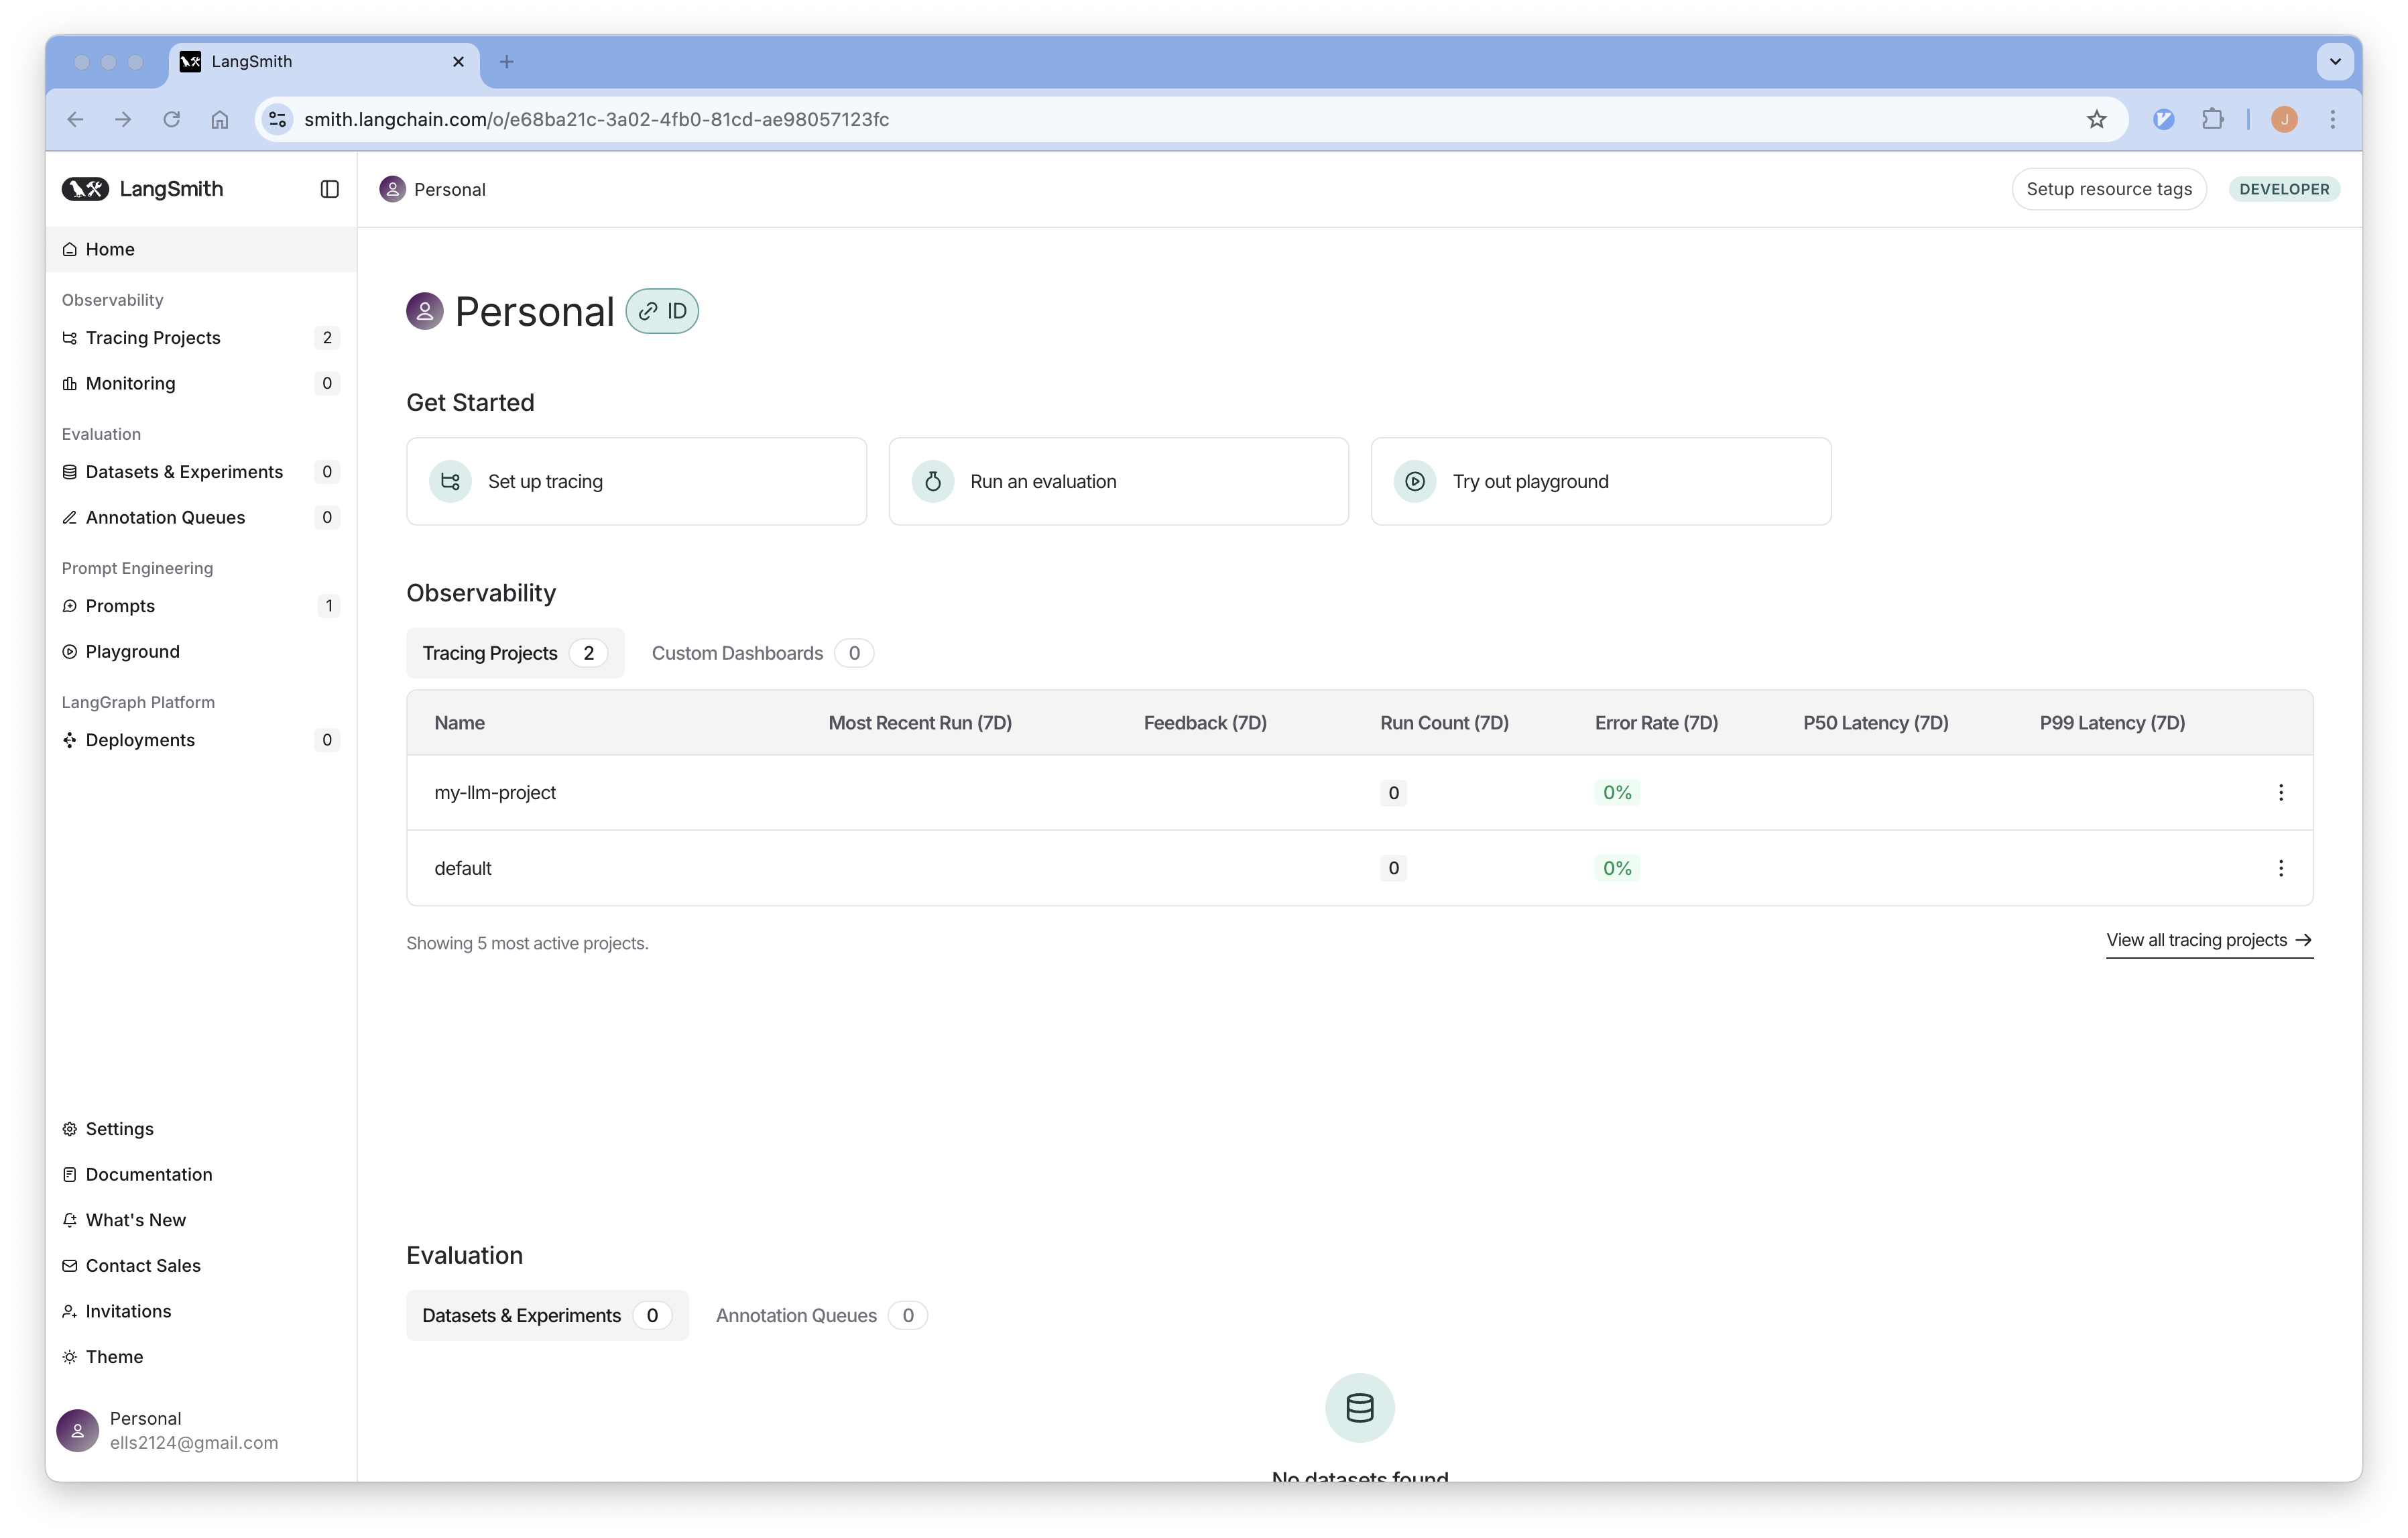 LangSmith
smith.langchain.com/o/e68ba21c-3a02-4fb0-81cd-ae98057123fc
J
LangSmith
Home
Observability
Tracing Projects 2
Monitoring 0
Evaluation
Datasets & Experiments 0
Annotation Queues 0
Prompt Engineering
Prompts 1
Playground
LangGraph Platform
Deployments 0
Settings
Documentation
What's New
Contact Sales
Invitations
Theme
Personal
ells2124@gmail.com
Personal
Setup resource tags
DEVELOPER
Personal ID
Get Started
Set up tracing
Run an evaluation
Try out playground
Observability
Tracing Projects 2 Custom Dashboards 0
Name Most Recent Run (7D) Feedback (7D) Run Count (7D) Error Rate (7D) P50 Latency (7D) P99 Latency (7D)
my-llm-project 0 0%
default 0 0%
Showing 5 most active projects.
View all tracing projects
Evaluation
Datasets & Experiments 0 Annotation Queues 0
No datasets found